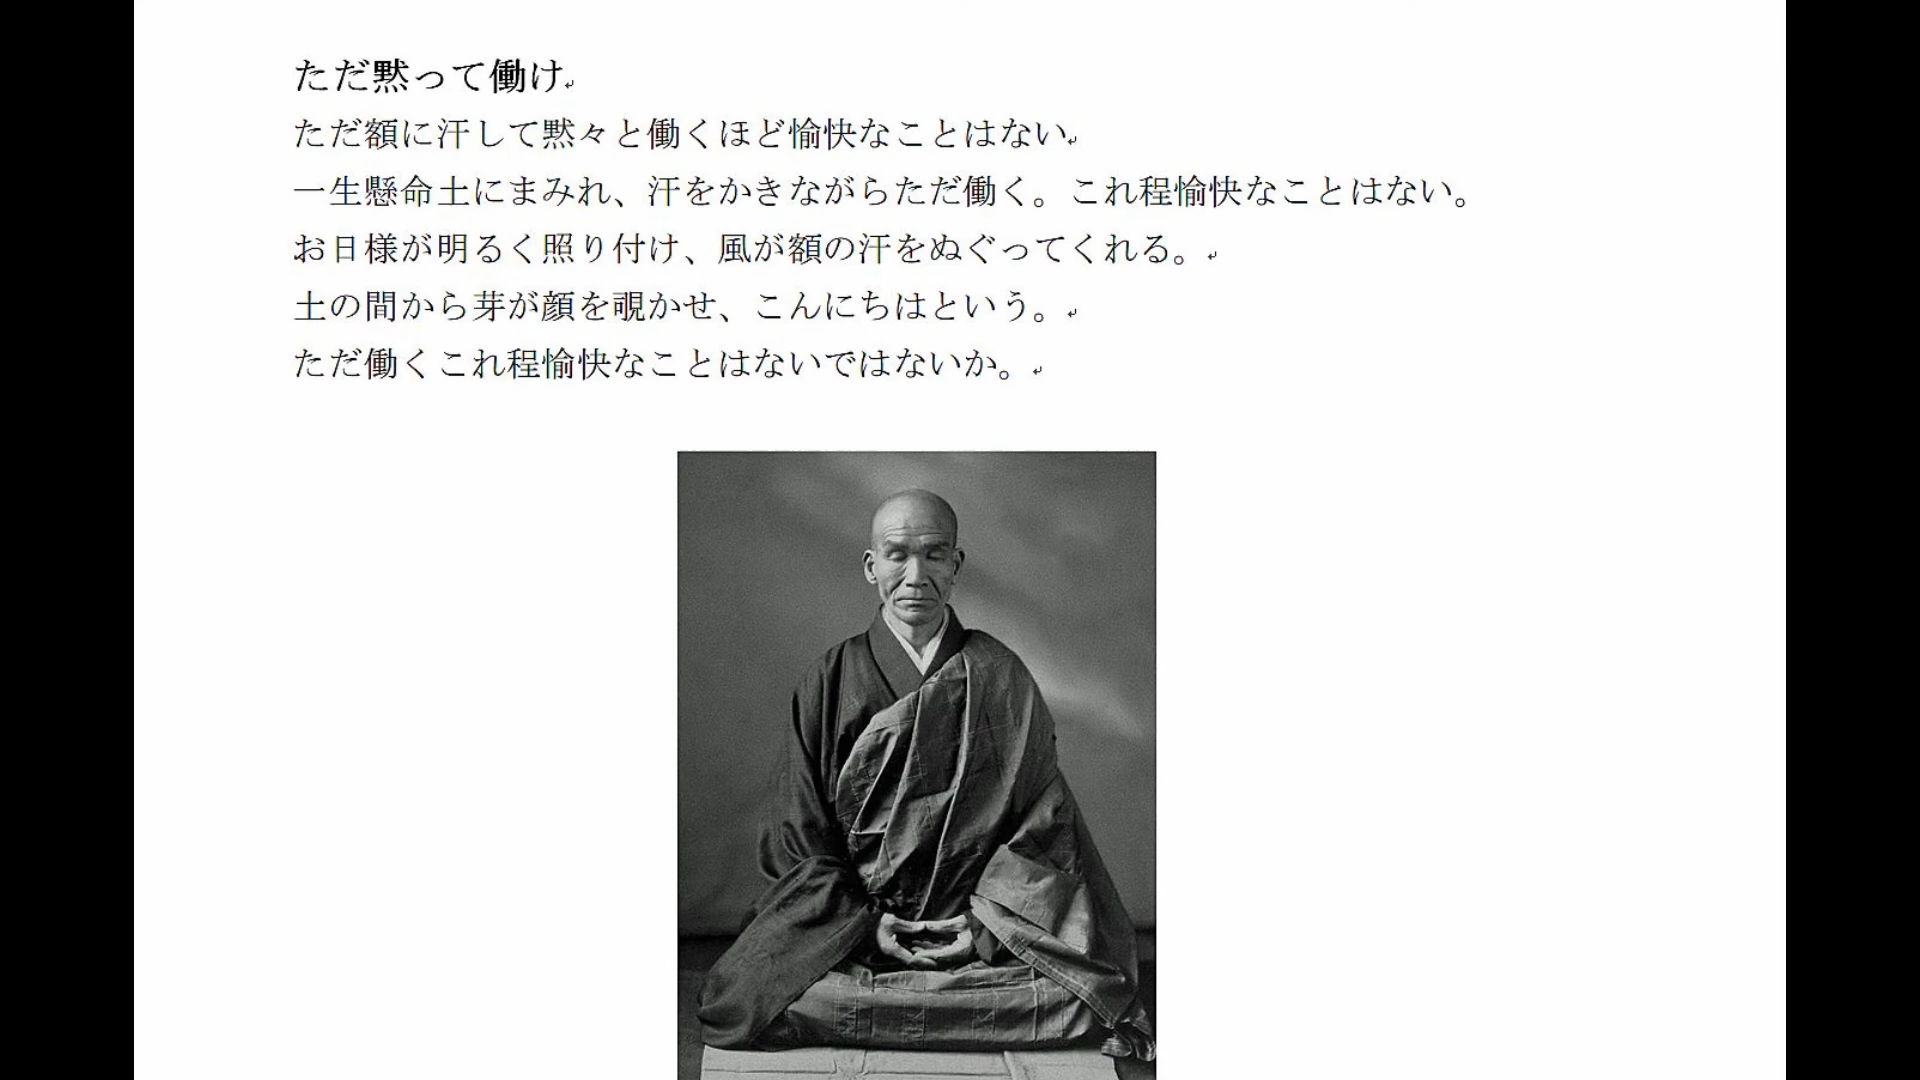 ただ黙って働け
ただ額に汗して黙々と働くほど愉快なことはない
一生懸命土にまみれ、汗をかきながらただ働く。これ程愉快なことはない。
お日様が明るく照り付け、風が額の汗をぬぐってくれる。
土の間から芽が顔を覗かせ、こんにちはという。
ただ働くこれ程愉快なことはないではないか。